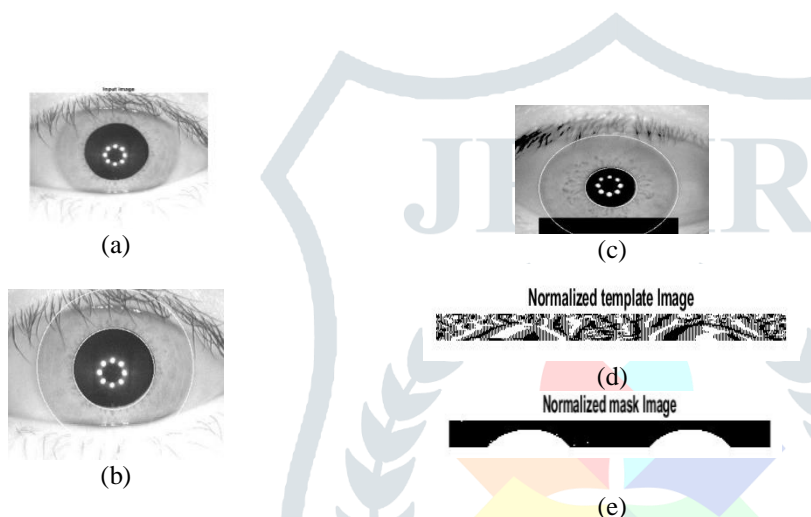 Input Image
(a)
(b)
(c)
Normalized template Image
(d)
Normalized mask Image
(e)